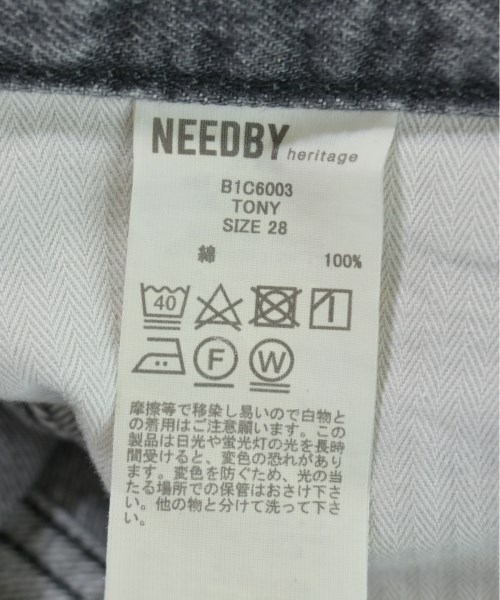 NEEDBY heritage
B1C6003
TONY
SIZE 28
綿 100%
40
F W
摩擦等で移染し易いので白物と
の着用はご注意願います。この
製品は日光や蛍光灯の光を長時
間受けると、変色の恐れがあり
ます。変色を防ぐため、光の当
たる場所での保管はおさけ下さ
い。他の物と分けて洗って下さ
い。